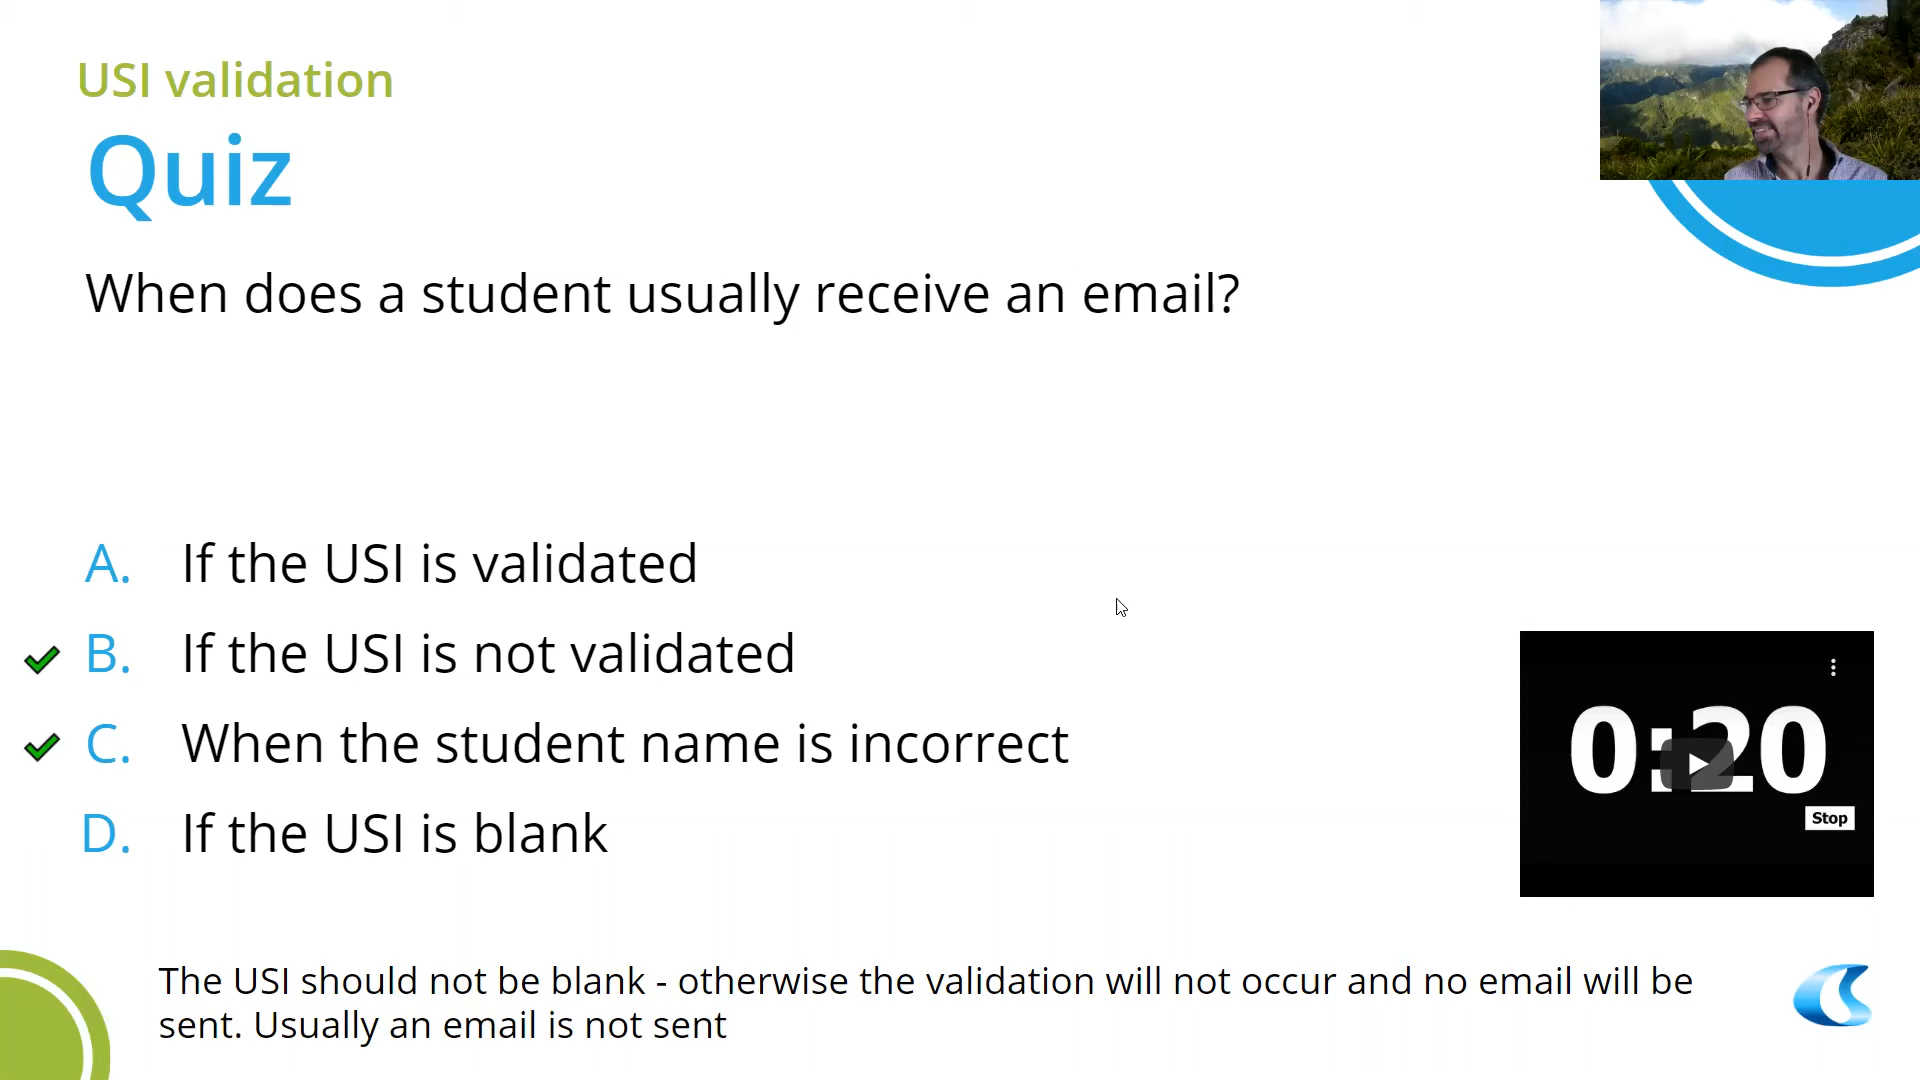 USI validation
Quiz
When does a student usually receive an email?
A. If the USI is validated
B. If the USI is not validated
C. When the student name is incorrect
D. If the USI is blank
0:20
Stop
The USI should not be blank - otherwise the validation will not occur and no email will be
sent. Usually an email is not sent